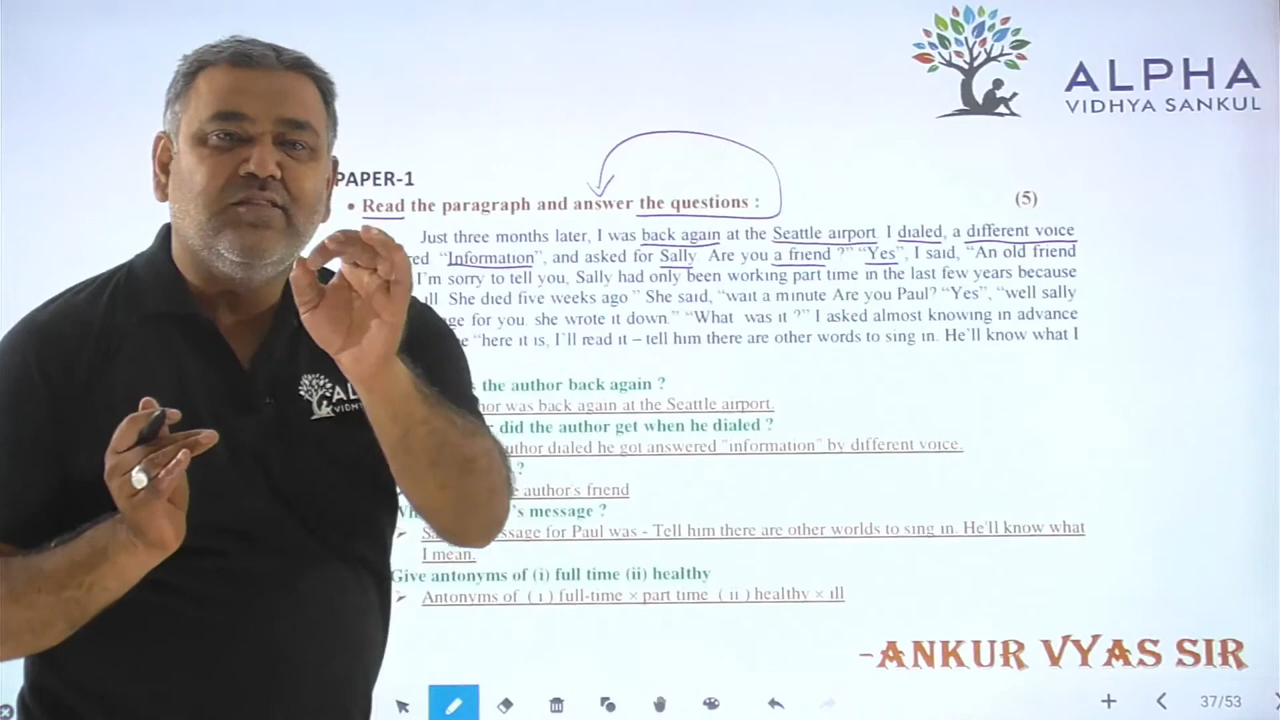 ALPHA
VIDHYA SANKUL
PAPER-1
• Read the paragraph and answer the questions : (5)
Just three months later, I was back again at the Seattle airport. I dialed, a different voice
"Information", and asked for Sally Are you a friend ?" "Yes", I said, "An old friend
I'm sorry to tell you, Sally had only been working part time in the last few years because
ill She died five weeks ago " She said, "wait a minute Are you Paul? "Yes", "well sally
for you. she wrote it down." "What was it ?" I asked almost knowing in advance
"here it is, I'll read it – tell him there are other words to sing in. He'll know what I
the author back again ?
was back again at the Seattle airport.
did the author get when he dialed ?
dialed he got answered "information" by different voice.
?
author's friend
's message ?
for Paul was - Tell him there are other worlds to sing in. He'll know what
I mean.
Give antonyms of (i) full time (ii) healthy
➢ Antonyms of ( i ) full-time × part time ( ii ) healthy × ill
-ANKUR VYAS SIR
37/53